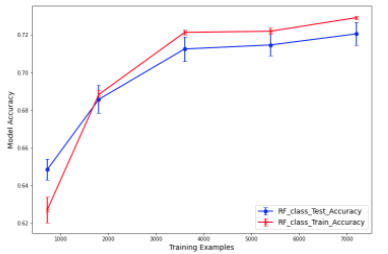 0.72
0.70
0.68
0.66
0.64
0.62
Model Accuracy
1000 2000 3000 4000 5000 6000 7000
Training Examples
RF_class_Test_Accuracy
RF_class_Train_Accuracy